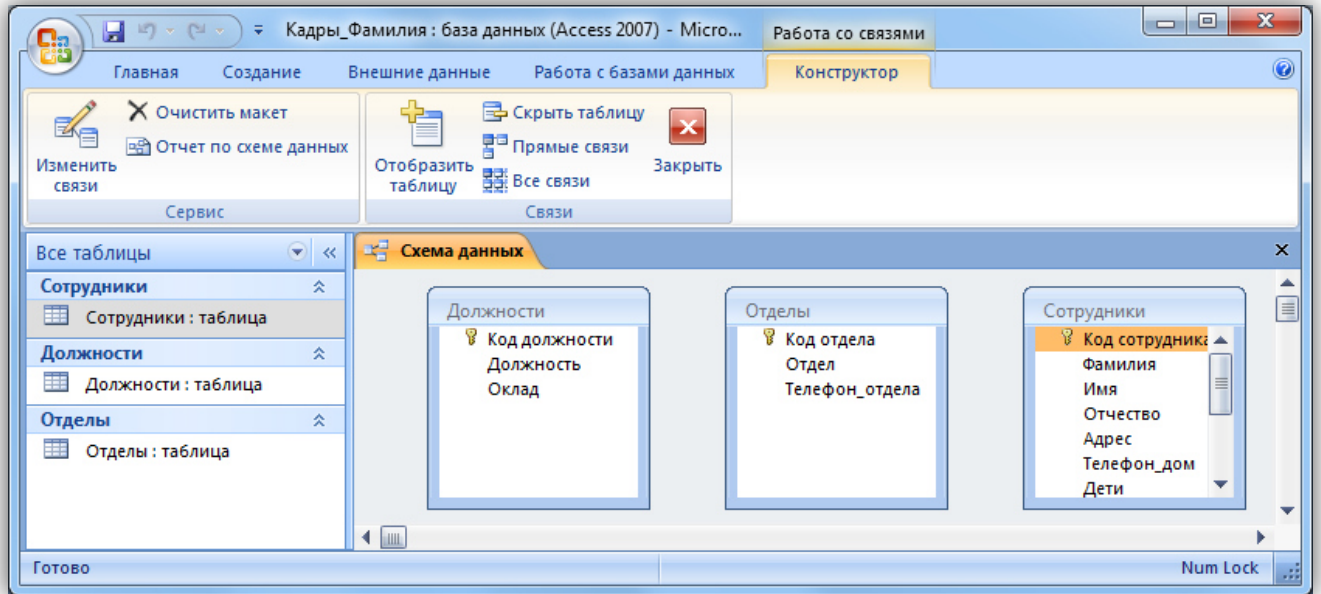 Кадры_Фамилия : база данных (Access 2007) - Micro...
Работа со связями
Главная
Создание
Внешние данные
Работа с базами данных
Конструктор
Изменить связи
Очистить макет
Отчет по схеме данных
Сервис
Отобразить таблицу
Скрыть таблицу
Прямые связи
Все связи
Закрыть
Связи
Все таблицы
Сотрудники
Сотрудники : таблица
Должности
Должности : таблица
Отделы
Отделы : таблица
Схема данных
Должности
Код должности
Должность
Оклад
Отделы
Код отдела
Отдел
Телефон_отдела
Сотрудники
Код сотрудника
Фамилия
Имя
Отчество
Адрес
Телефон_дом
Дети
Готово
Num Lock